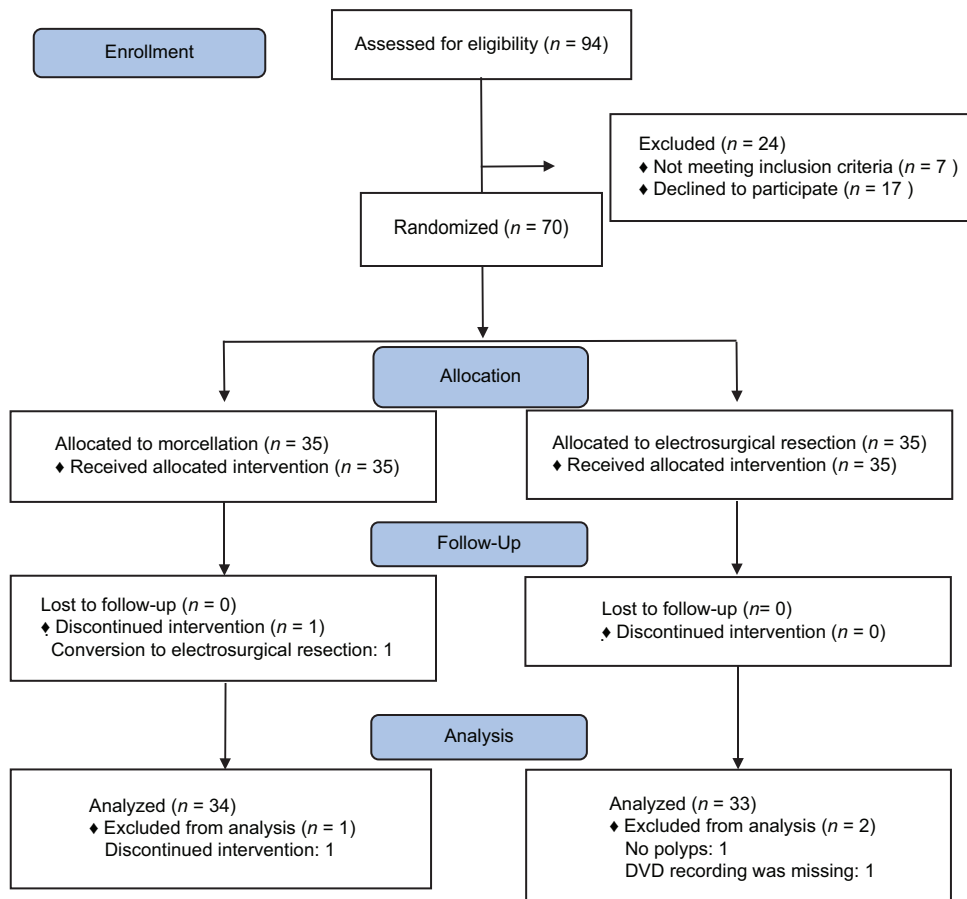 Enrollment
Assessed for eligibility (n = 94)
Excluded (n = 24)
♦ Not meeting inclusion criteria (n = 7 )
♦ Declined to participate (n = 17 )
Randomized (n = 70)
Allocation
Allocated to morcellation (n = 35)
♦ Received allocated intervention (n = 35)
Allocated to electrosurgical resection (n = 35)
♦ Received allocated intervention (n = 35)
Follow-Up
Lost to follow-up (n = 0)
♦ Discontinued intervention (n = 1)
Conversion to electrosurgical resection: 1
Lost to follow-up (n= 0)
♦ Discontinued intervention (n = 0)
Analysis
Analyzed (n = 34)
♦ Excluded from analysis (n = 1)
Discontinued intervention: 1
Analyzed (n = 33)
♦ Excluded from analysis (n = 2)
No polyps: 1
DVD recording was missing: 1